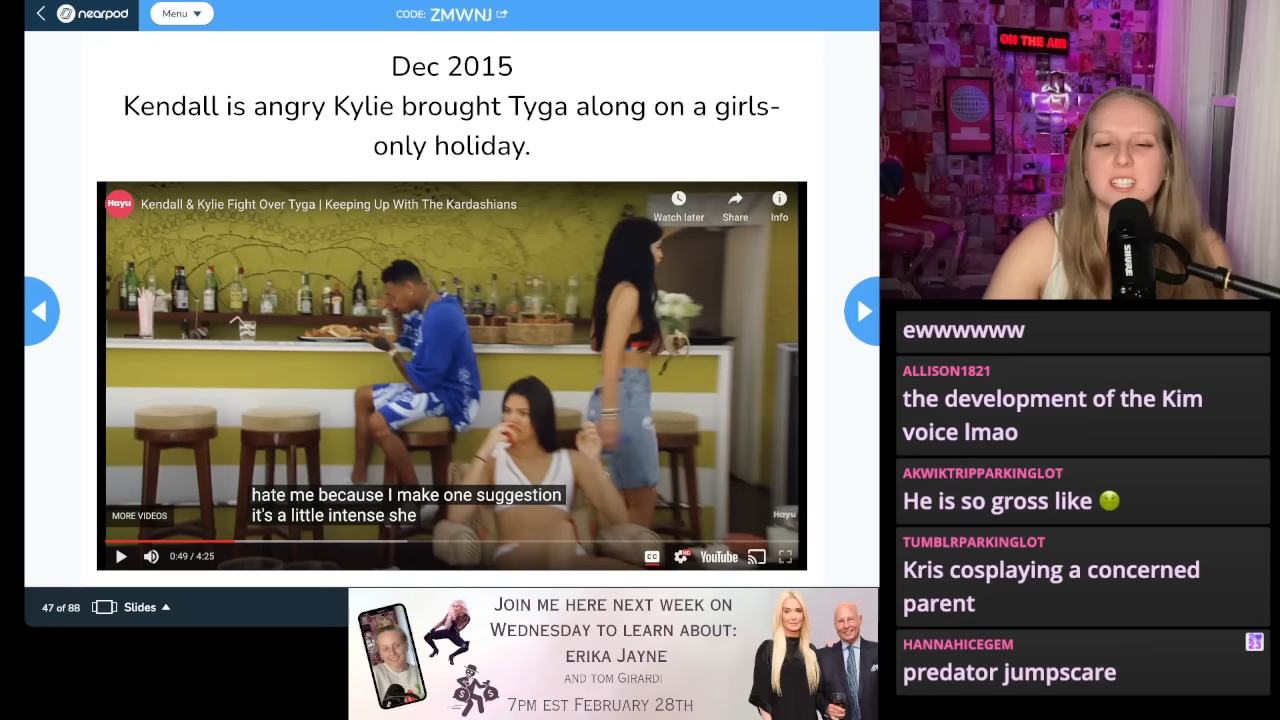 nearpod
Menu
CODE: ZMWNJ
Dec 2015
Kendall is angry Kylie brought Tyga along on a girls-
only holiday.
Hayu
Kendall & Kylie Fight Over Tyga | Keeping Up With The Kardashians
Watch later
Share
Info
hate me because I make one suggestion
it's a little intense she
MORE VIDEOS
Hayu
0:49 / 4:25
CC
HD
YouTube
47 of 88
Slides
JOIN ME HERE NEXT WEEK ON
WEDNESDAY TO LEARN ABOUT:
ERIKA JAYNE
AND TOM GIRARDI
7PM EST FEBRUARY 28TH
ON THE AIR
SHURE
ewwwwww
ALLISON1821
the development of the Kim
voice lmao
AKWIKTRIPPARKINGLOT
He is so gross like 🤢
TUMBLRPARKINGLOT
Kris cosplaying a concerned
parent
HANNAHICEGEM
predator jumpscare